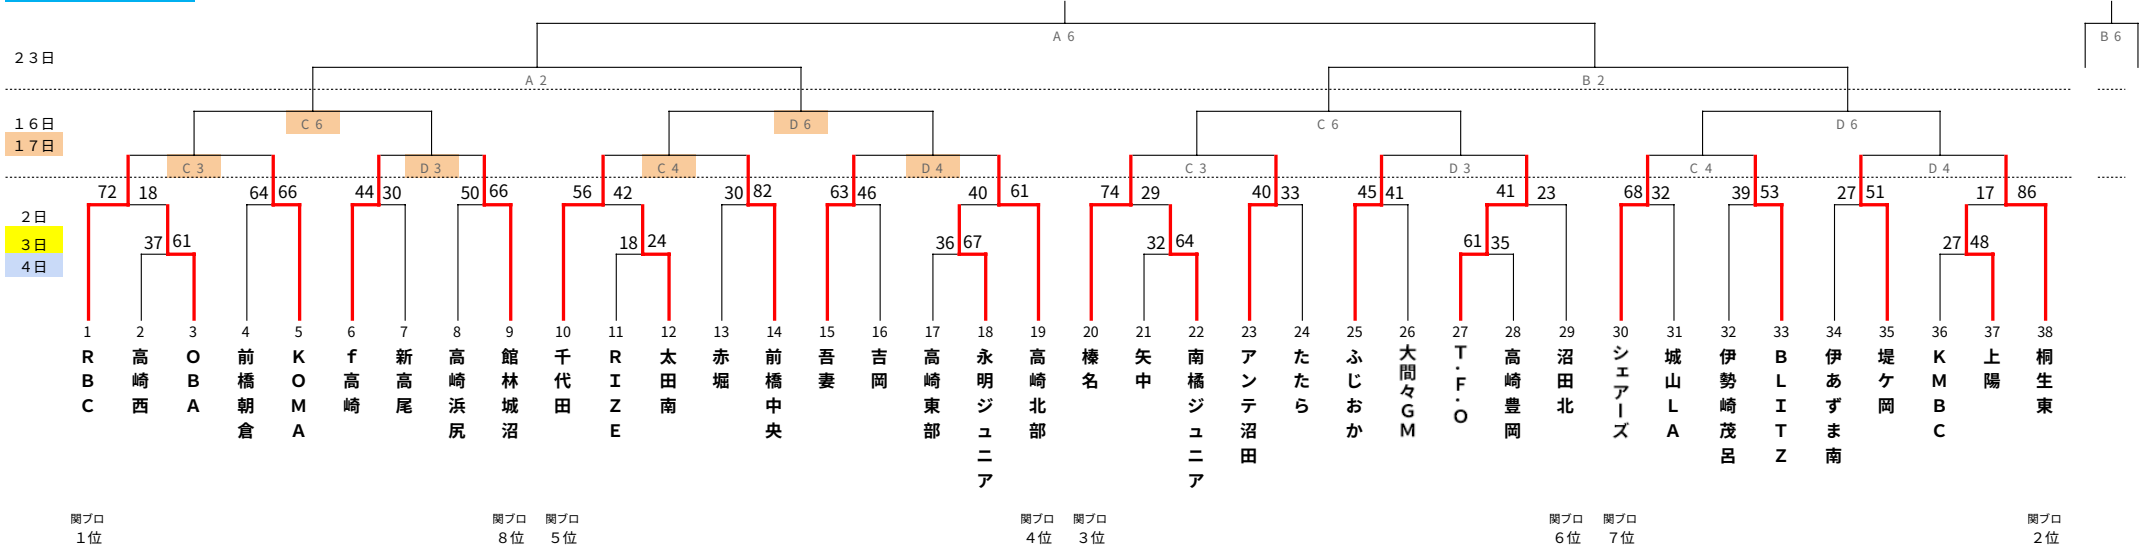 A 6
B 6
23日
A 2
B 2
16日
C 6
D 6
C 6
D 6
17日
C 3
D 3
C 4
D 4
C 3
D 3
C 4
D 4
72 18 64 66 44 30 50 66 56 42 30 82 63 46 40 61 74 29 40 33 45 41 41 23 68 32 39 53 27 51 17 86
2日
3日
37 61 18 24 36 67 32 64 61 35 27 48
4日
1 2 3 4 5 6 7 8 9 10 11 12 13 14 15 16 17 18 19 20 21 22 23 24 25 26 27 28 29 30 31 32 33 34 35 36 37 38
RBC
高崎西
OBA
前橋朝倉
KOMA
f高崎
新高尾
高崎浜尻
館林城沼
千代田
RIZE
太田南
赤堀
前橋中央
吾妻
吉岡
高崎東部
永明ジュニア
高崎北部
榛名
矢中
南橘ジュニア
アンテ沼田
たたら
ふじおか
大間々GM
T・F・O
高崎豊岡
沼田北
シェアーズ
城山LA
伊勢崎茂呂
BLITZ
伊あずま南
堤ケ岡
KMBC
上陽
桐生東
関ブロ 関ブロ 関ブロ 関ブロ 関ブロ 関ブロ 関ブロ 関ブロ
1位 8位 5位 4位 3位 6位 7位 2位